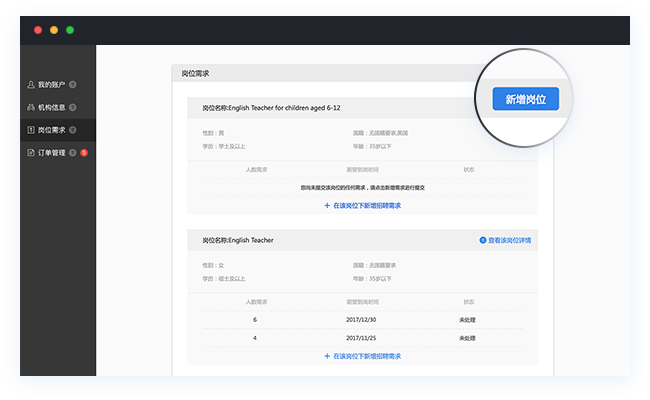 我的账户 ?
机构信息 ?
岗位需求 ?
订单管理 ? 5
岗位需求
新增岗位
岗位名称:English Teacher for children aged 6-12
性别：男
国籍：无国籍要求,英国
学历：学士及以上
年龄：35岁以下
人数需求 愿望到岗时间 状态
您尚未提交该岗位的任何需求，请点击新增需求进行提交
+ 在该岗位下新增招聘需求
岗位名称:English Teacher
查看该岗位详情
性别：女
国籍：无国籍要求
学历：硕士及以上
年龄：35岁以下
人数需求 愿望到岗时间 状态
6 2017/12/30 未处理
4 2017/11/25 未处理
+ 在该岗位下新增招聘需求